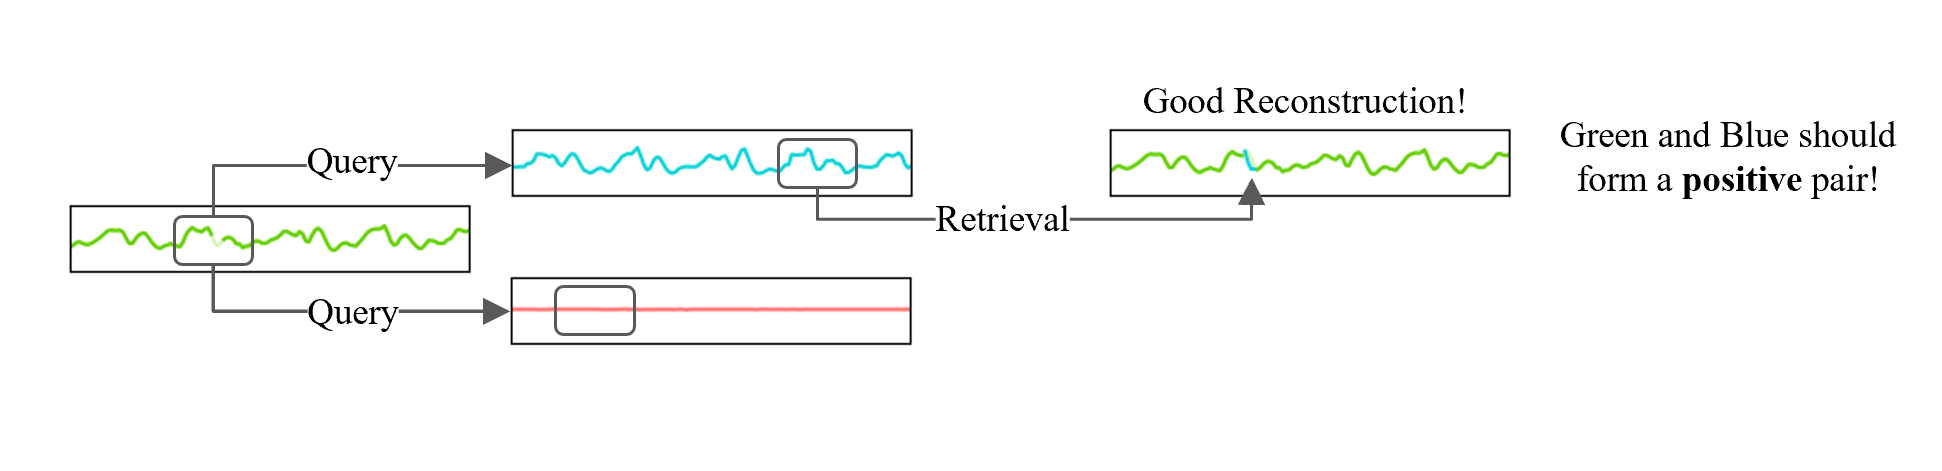 Query
Query
Retrieval
Good Reconstruction!
Green and Blue should
form a positive pair!